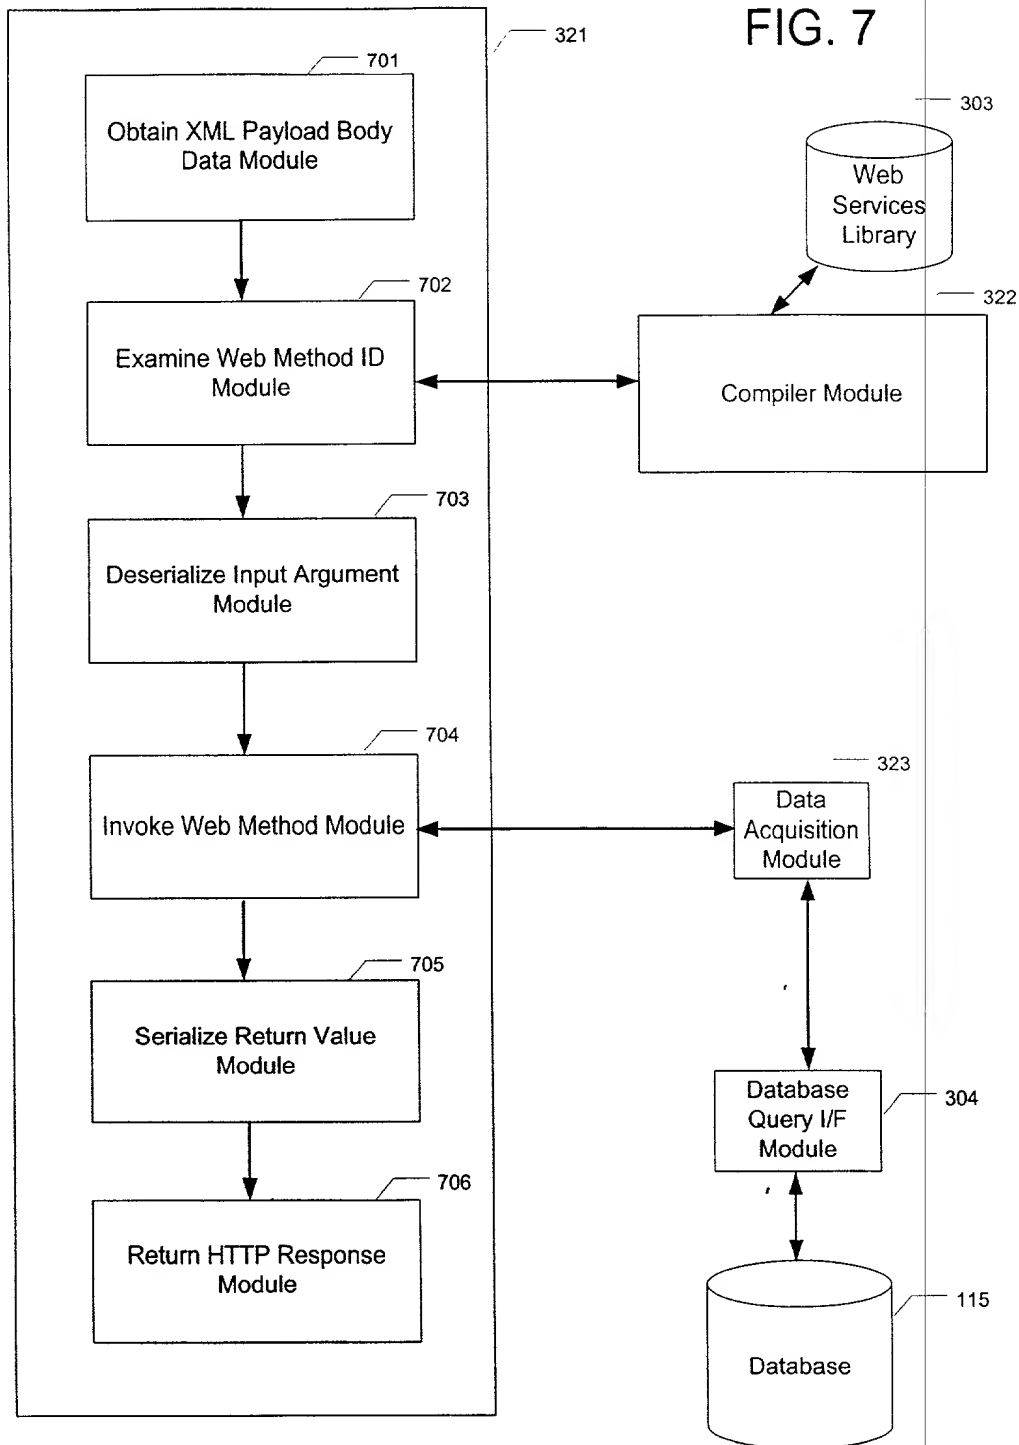 FIG. 7
321
701
Obtain XML Payload Body
Data Module
303
Web
Services
Library
702
Examine Web Method ID
Module
322
Compiler Module
703
Deserialize Input Argument
Module
704
Invoke Web Method Module
323
Data
Acquisition
Module
705
Serialize Return Value
Module
304
Database
Query I/F
Module
706
Return HTTP Response
Module
115
Database